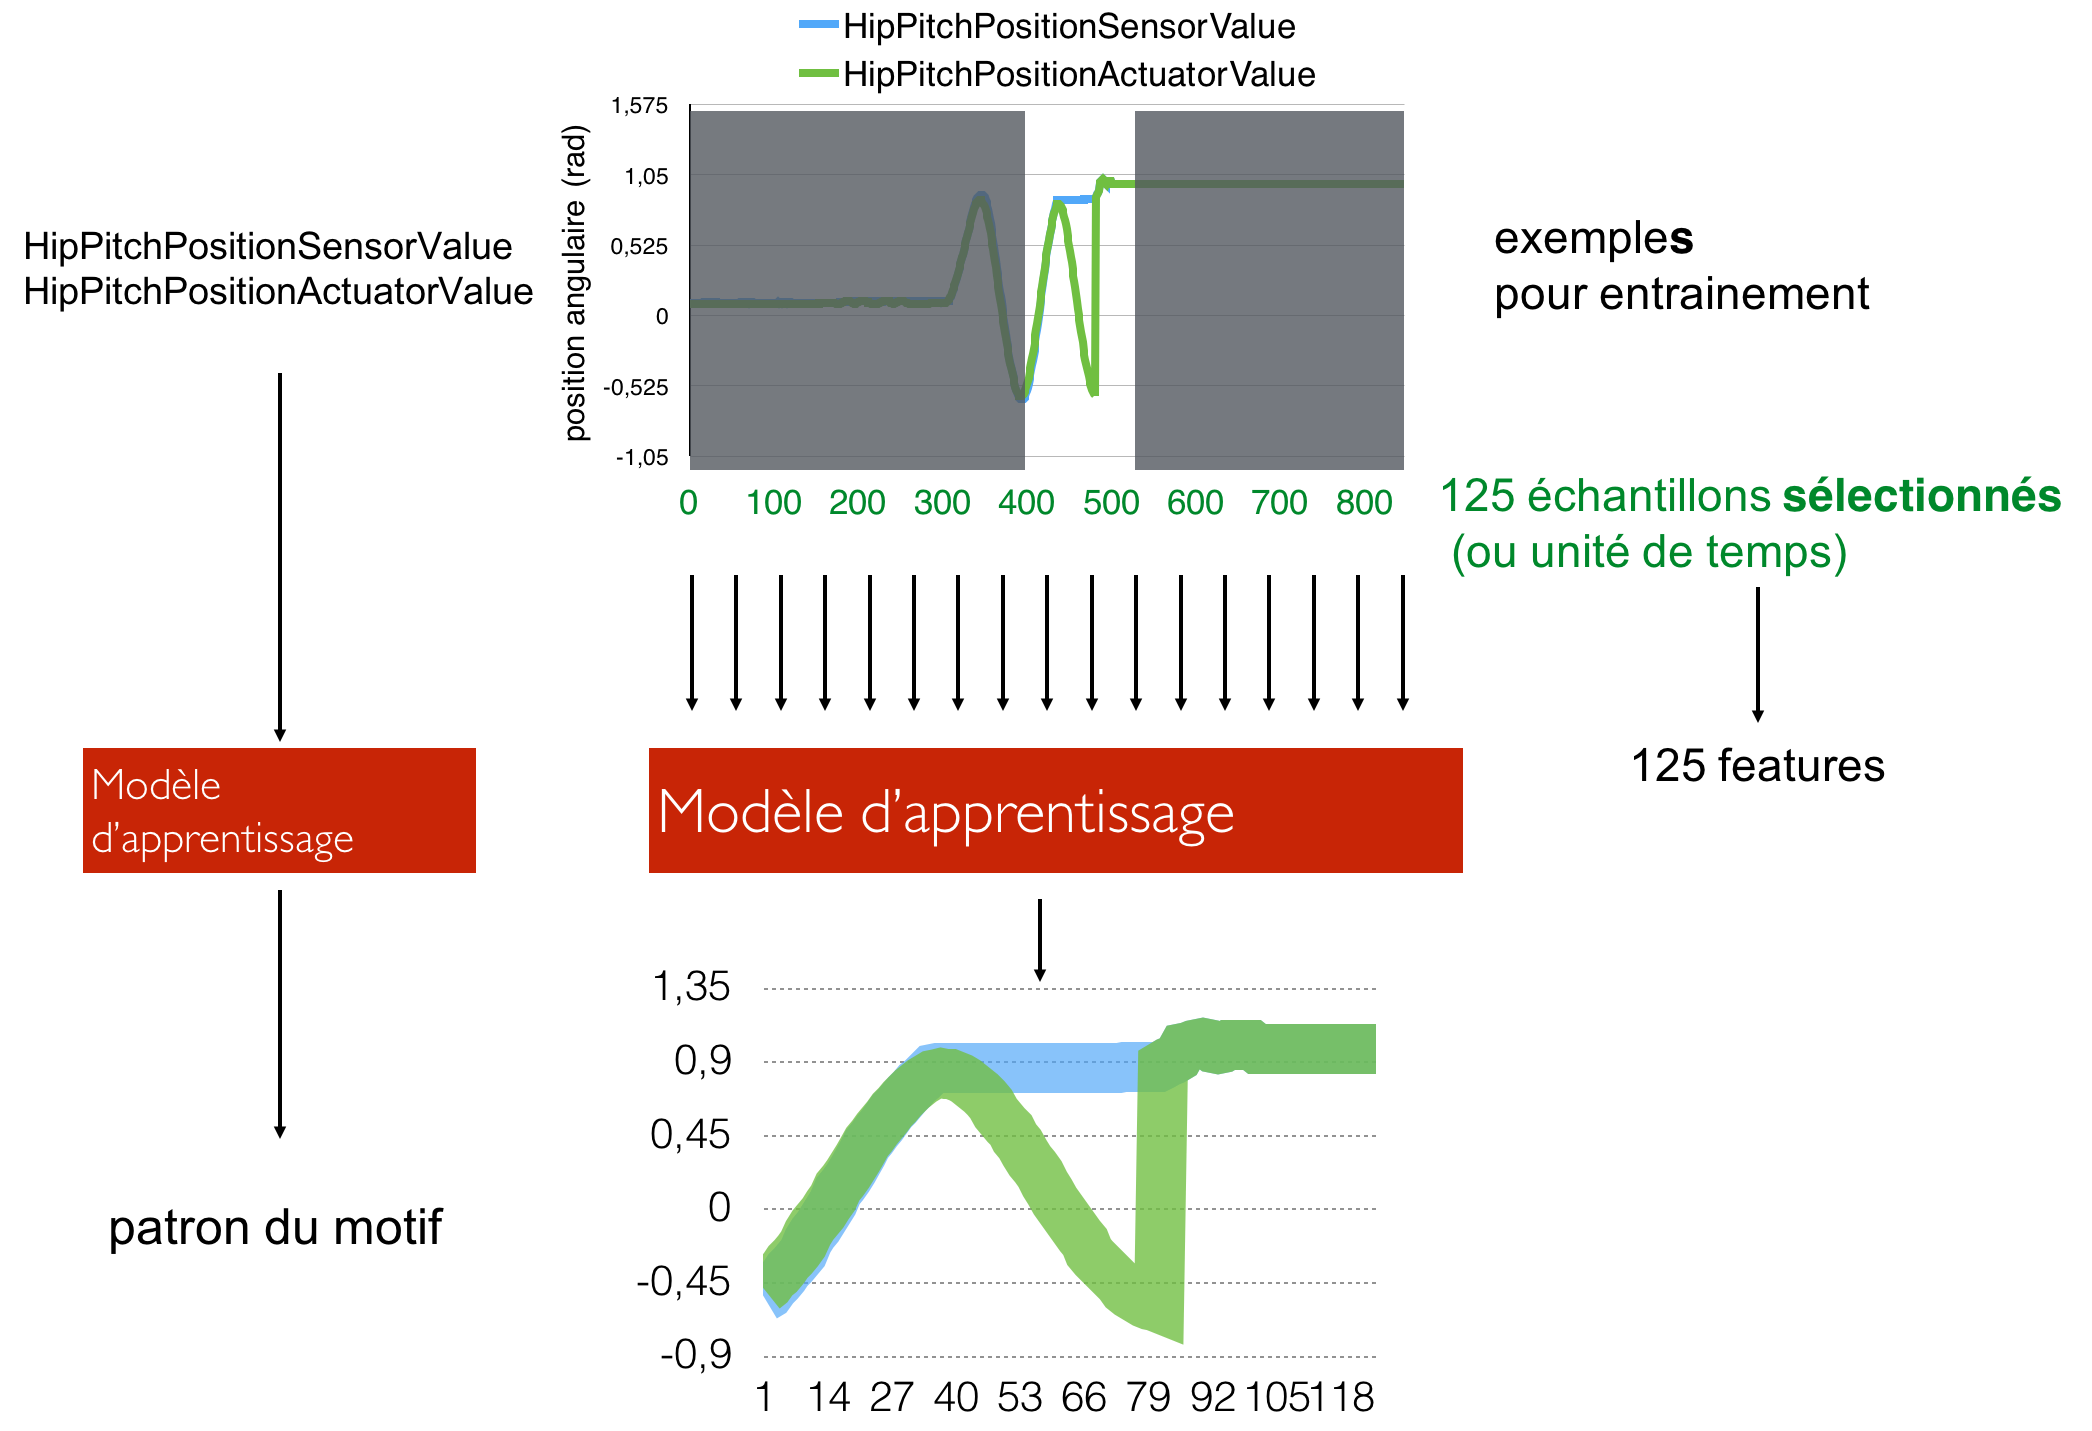 HipPitchPositionSensorValue
HipPitchPositionActuatorValue
HipPitchPositionSensorValue
HipPitchPositionActuatorValue
position angulaire (rad)
1,575
1,05
0,525
0
-0,525
-1,05
0 100 200 300 400 500 600 700 800
exemples
pour entrainement
125 échantillons sélectionnés
(ou unité de temps)
125 features
Modèle
d'apprentissage
Modèle d'apprentissage
patron du motif
1,35
0,9
0,45
0
-0,45
-0,9
1 14 27 40 53 66 79 92 105 118